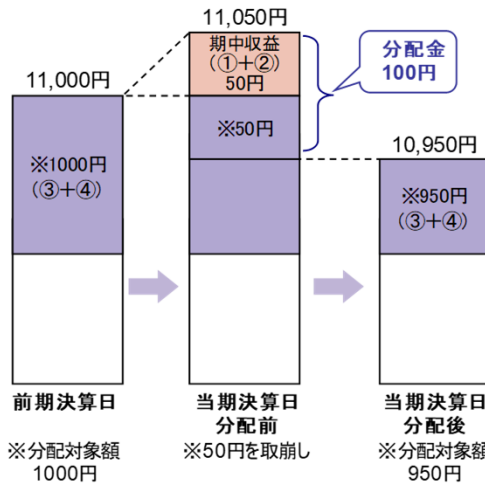 11,050円
期中収益
(①+②)
50円
分配金
100円
11,000円
※50円
10,950円
※1000円
(③+④)
※950円
(③+④)
前期決算日
当期決算日
分配前
当期決算日
分配後
※分配対象額
1000円
※50円を取崩し
※分配対象額
950円